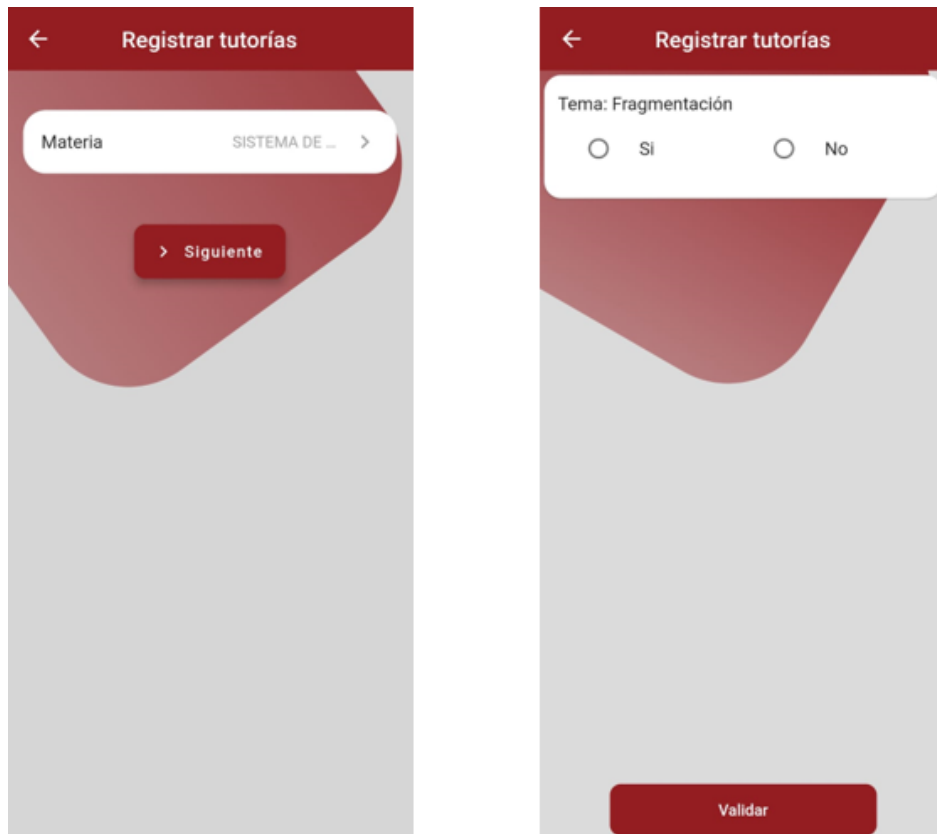 Registrar tutorías
Materia SISTEMA DE ...
Siguiente
Registrar tutorías
Tema: Fragmentación
Si No
Validar